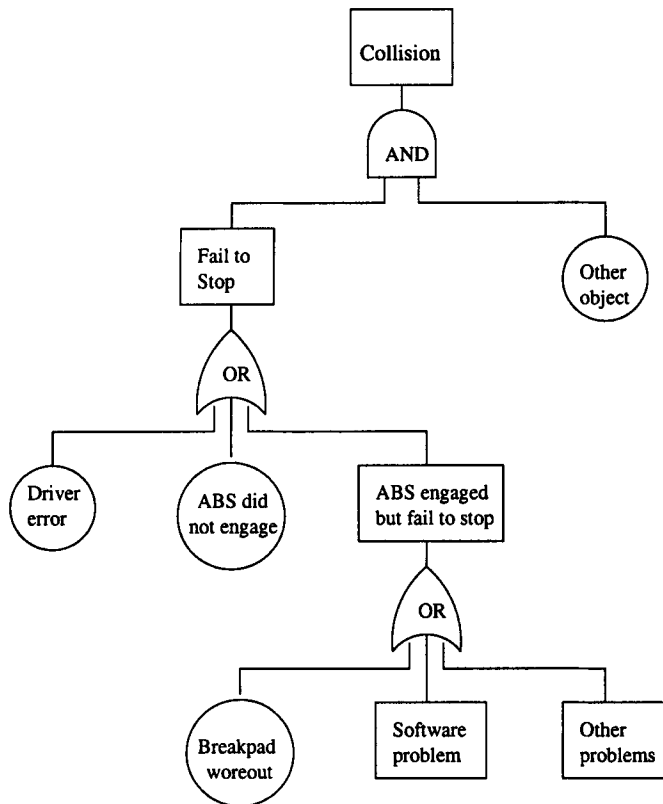 Collision
AND
Fail to
Stop
Other
object
OR
Driver
error
ABS did
not engage
ABS engaged
but fail to stop
OR
Breakpad
woreout
Software
problem
Other
problems